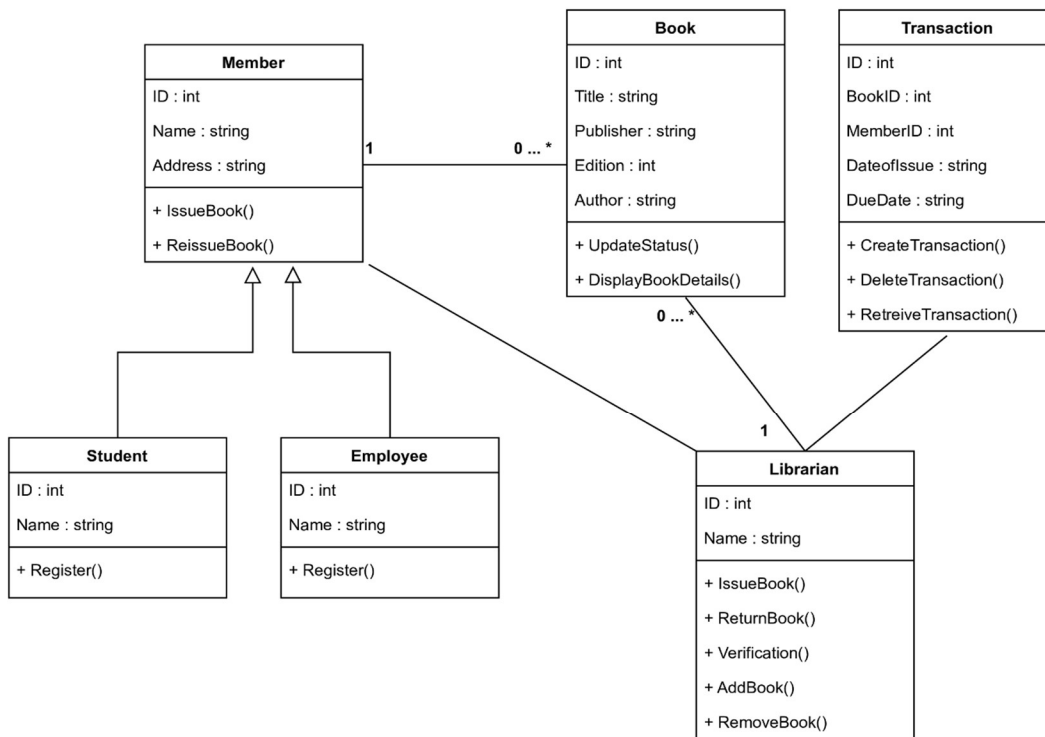 Member
ID : int
Name : string
Address : string
+ IssueBook()
+ ReissueBook()
1
0 ... *
Book
ID : int
Title : string
Publisher : string
Edition : int
Author : string
+ UpdateStatus()
+ DisplayBookDetails()
0 ... *
1
Transaction
ID : int
BookID : int
MemberID : int
DateofIssue : string
DueDate : string
+ CreateTransaction()
+ DeleteTransaction()
+ RetreiveTransaction()
Student
ID : int
Name : string
+ Register()
Employee
ID : int
Name : string
+ Register()
Librarian
ID : int
Name : string
+ IssueBook()
+ ReturnBook()
+ Verification()
+ AddBook()
+ RemoveBook()